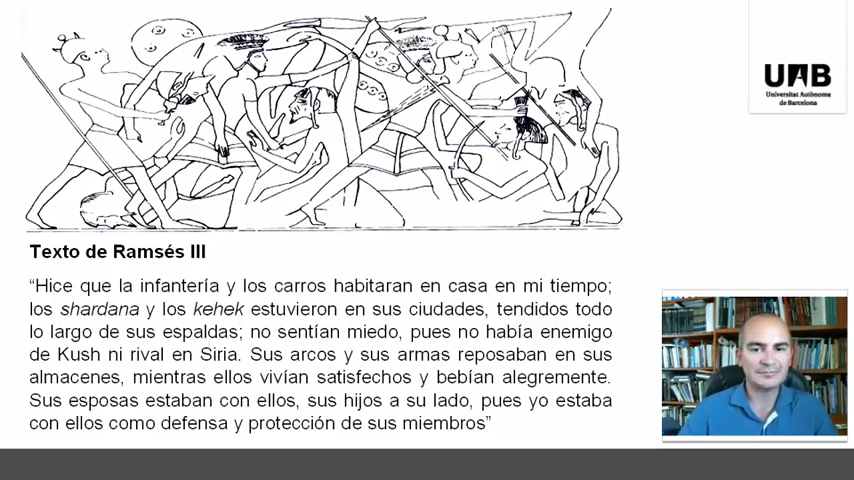 UAB
Universitat Autònoma
de Barcelona
Texto de Ramsés III
“Hice que la infantería y los carros habitaran en casa en mi tiempo;
los shardana y los kehek estuvieron en sus ciudades, tendidos todo
lo largo de sus espaldas; no sentían miedo, pues no había enemigo
de Kush ni rival en Siria. Sus arcos y sus armas reposaban en sus
almacenes, mientras ellos vivían satisfechos y bebían alegremente.
Sus esposas estaban con ellos, sus hijos a su lado, pues yo estaba
con ellos como defensa y protección de sus miembros”